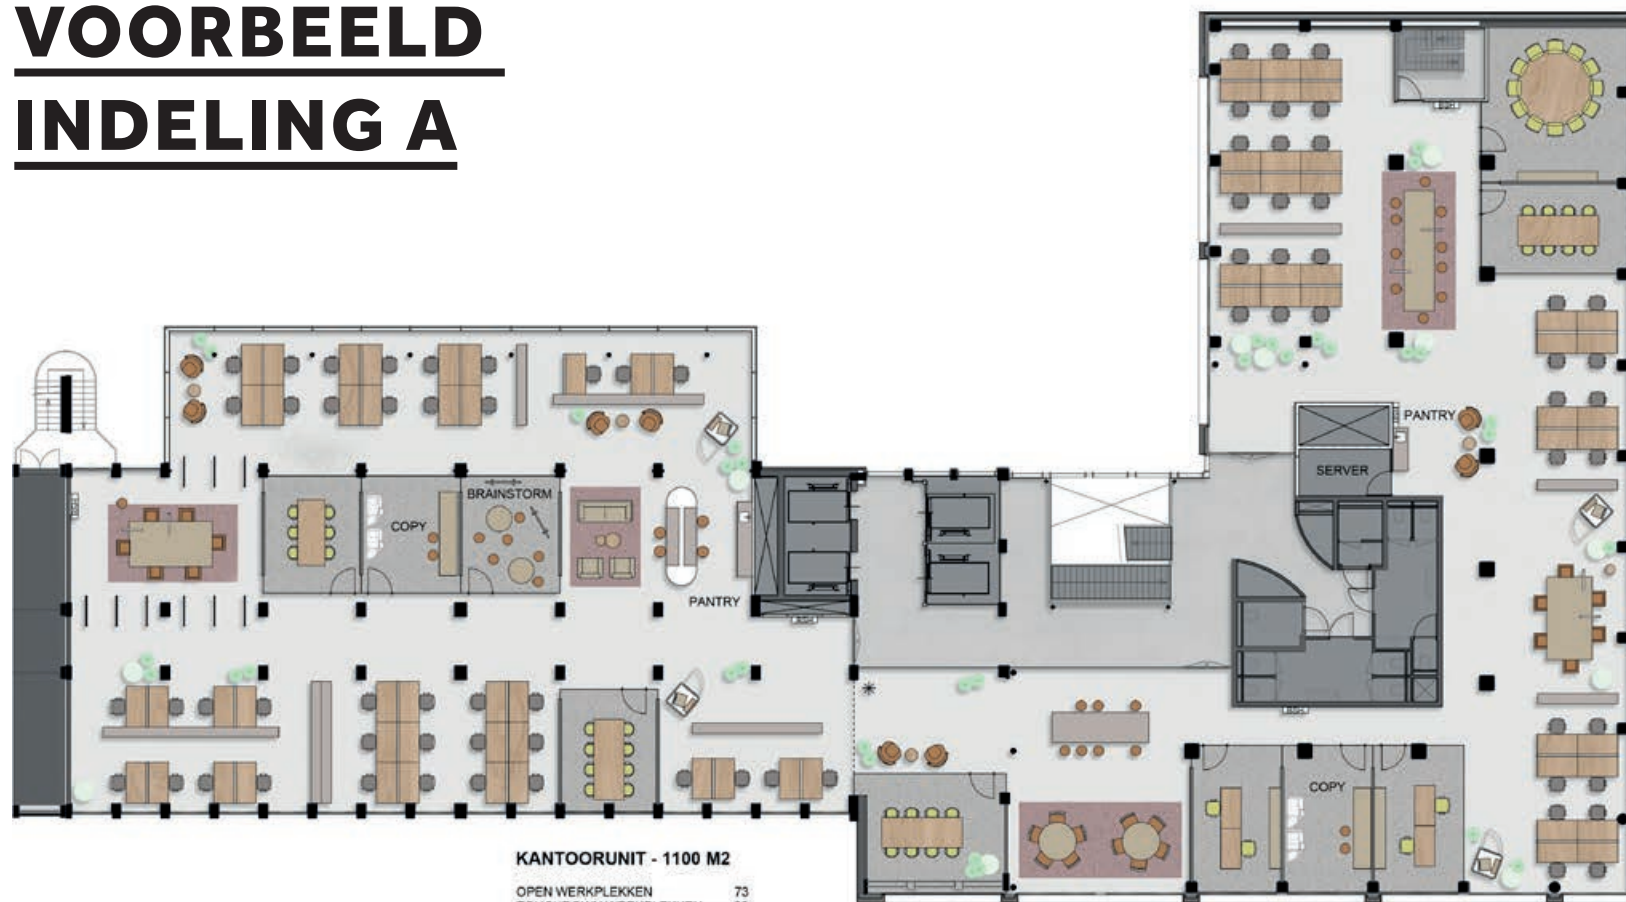 VOORBEELD
INDELING A
BRAINSTORM
COPY
PANTRY
PANTRY
SERVER
COPY
KANTOORUNIT - 1100 M2
OPEN WERKPLEKKEN 73